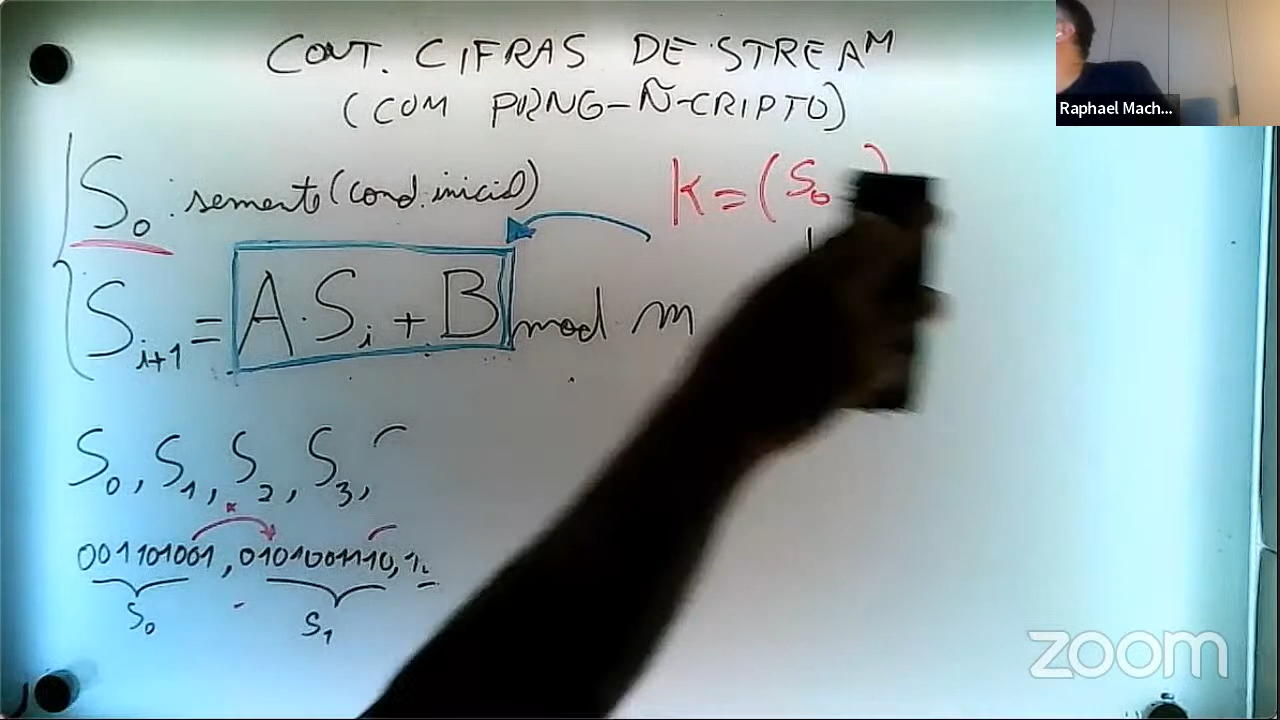 CONT. CIFRAS DE STREAM
(COM PRNG-Ñ-CRIPTO)
Raphael Mach...
S0: semente (cond. inicial)
K = (S0
Si+1 = A.Si + B mod m
S0, S1, S2, S3,
001101001, 0101001110, 1
S0 S1
zoom